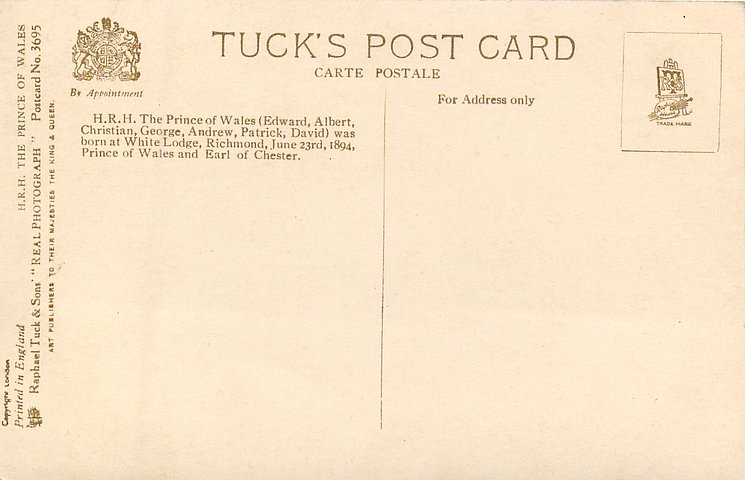 TUCK'S POST CARD
CARTE POSTALE
By Appointment
For Address only
H.R.H. The Prince of Wales (Edward, Albert,
Christian, George, Andrew, Patrick, David) was
born at White Lodge, Richmond, June 23rd, 1894,
Prince of Wales and Earl of Chester.
TRADE MARK
Copyright London
Printed in England
H.R.H. THE PRINCE OF WALES
Raphael Tuck & Sons' "REAL PHOTOGRAPH" Postcard No. 3695
ART PUBLISHERS TO THEIR MAJESTIES THE KING & QUEEN.